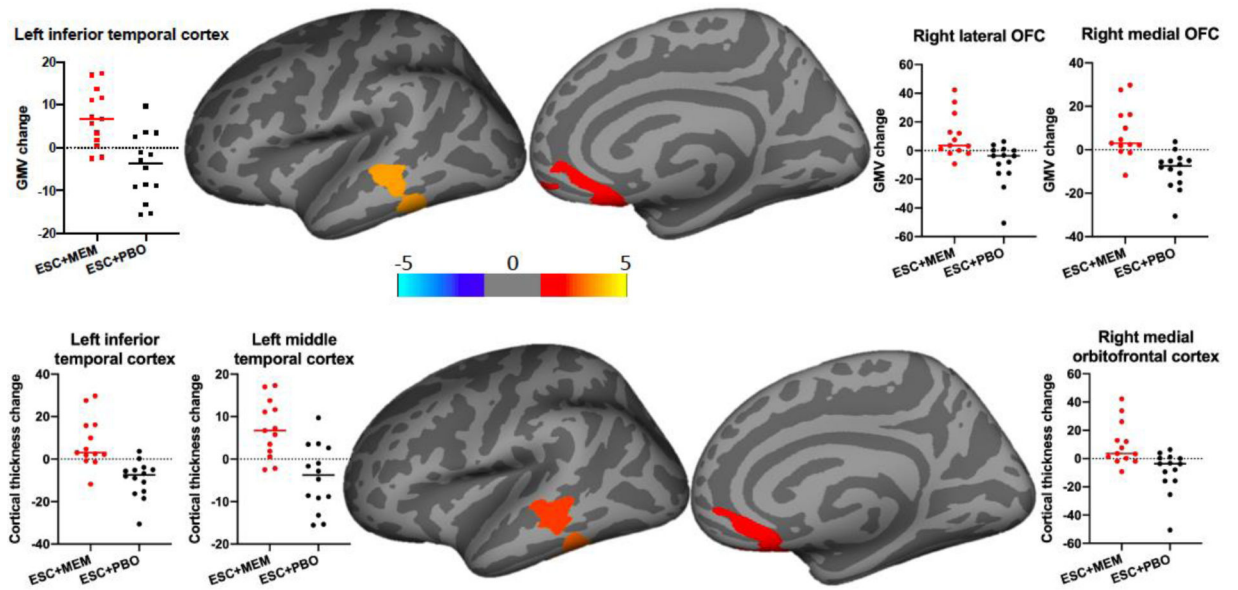 Left inferior temporal cortex
20
10
0
-10
-20
GMV change
ESC+MEM
ESC+PBO
Right lateral OFC
60
40
20
0
-20
-40
-60
GMV change
ESC+MEM
ESC+PBO
Right medial OFC
40
20
0
-20
-40
GMV change
ESC+MEM
ESC+PBO
-5
0
5
Left inferior
temporal cortex
40
20
0
-20
-40
Cortical thickness change
ESC+MEM
ESC+PBO
Left middle
temporal cortex
20
10
0
-10
-20
Cortical thickness change
ESC+MEM
ESC+PBO
Right medial
orbitofrontal cortex
60
40
20
0
-20
-40
-60
Cortical thickness change
ESC+MEM
ESC+PBO